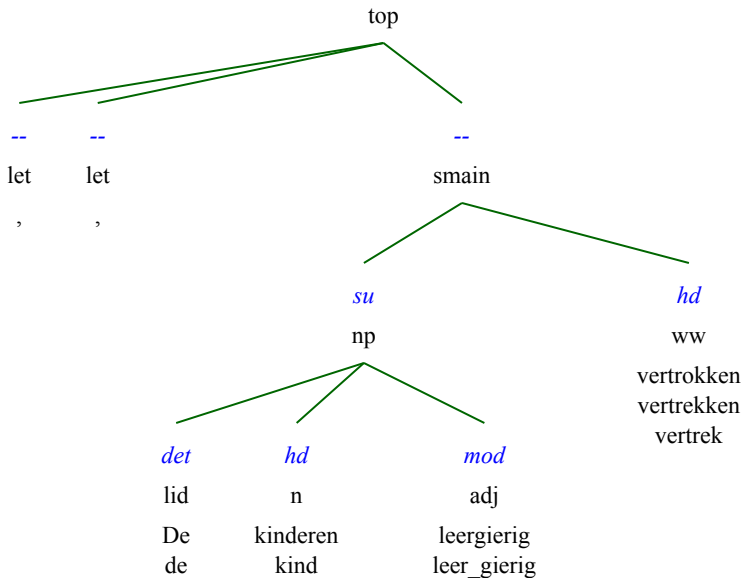 top
-- -- --
let let smain
, ,
su hd
np ww
vertrokken
vertrekken
vertrek
det hd mod
lid n adj
De kinderen leergierig
de kind leer_gierig